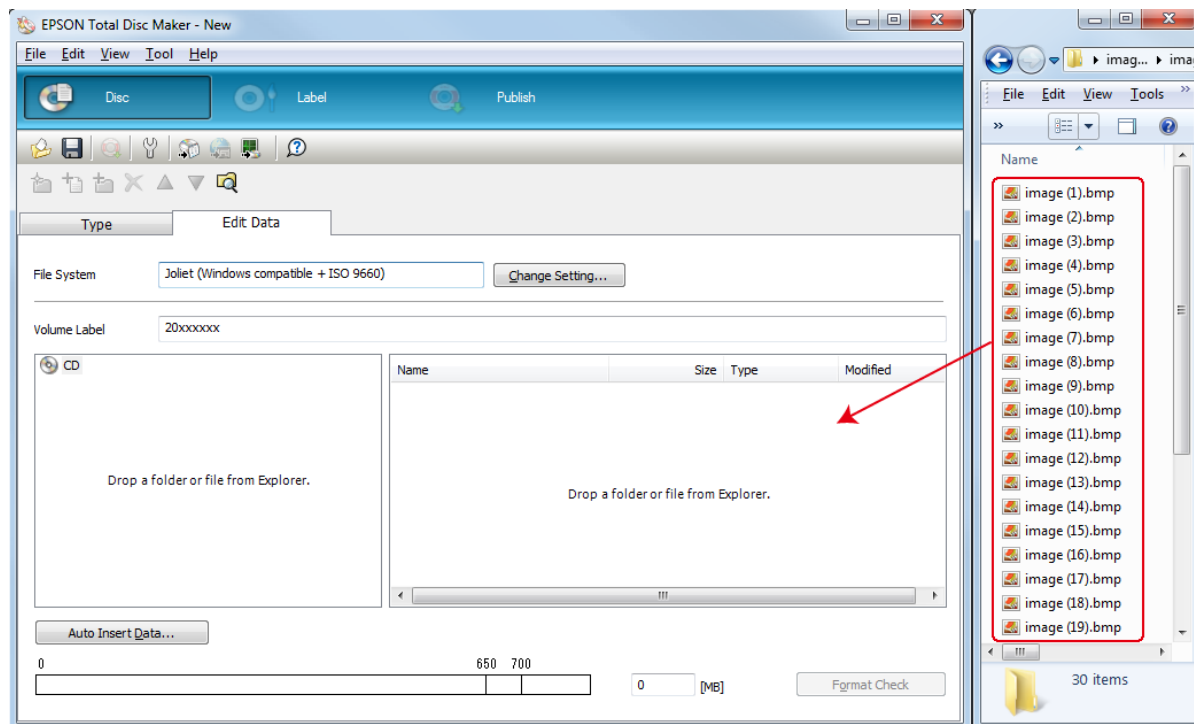 EPSON Total Disc Maker - New
File Edit View Tool Help
Disc Label Publish
Type Edit Data
File System Joliet (Windows compatible + ISO 9660) Change Setting...
Volume Label 20xxxxxx
CD
Name Size Type Modified
Drop a folder or file from Explorer.
Drop a folder or file from Explorer.
Auto Insert Data...
0 650 700
0 [MB] Format Check
imag... ima
File Edit View Tools »
»
Name
image (1).bmp
image (2).bmp
image (3).bmp
image (4).bmp
image (5).bmp
image (6).bmp
image (7).bmp
image (8).bmp
image (9).bmp
image (10).bmp
image (11).bmp
image (12).bmp
image (13).bmp
image (14).bmp
image (15).bmp
image (16).bmp
image (17).bmp
image (18).bmp
image (19).bmp
30 items